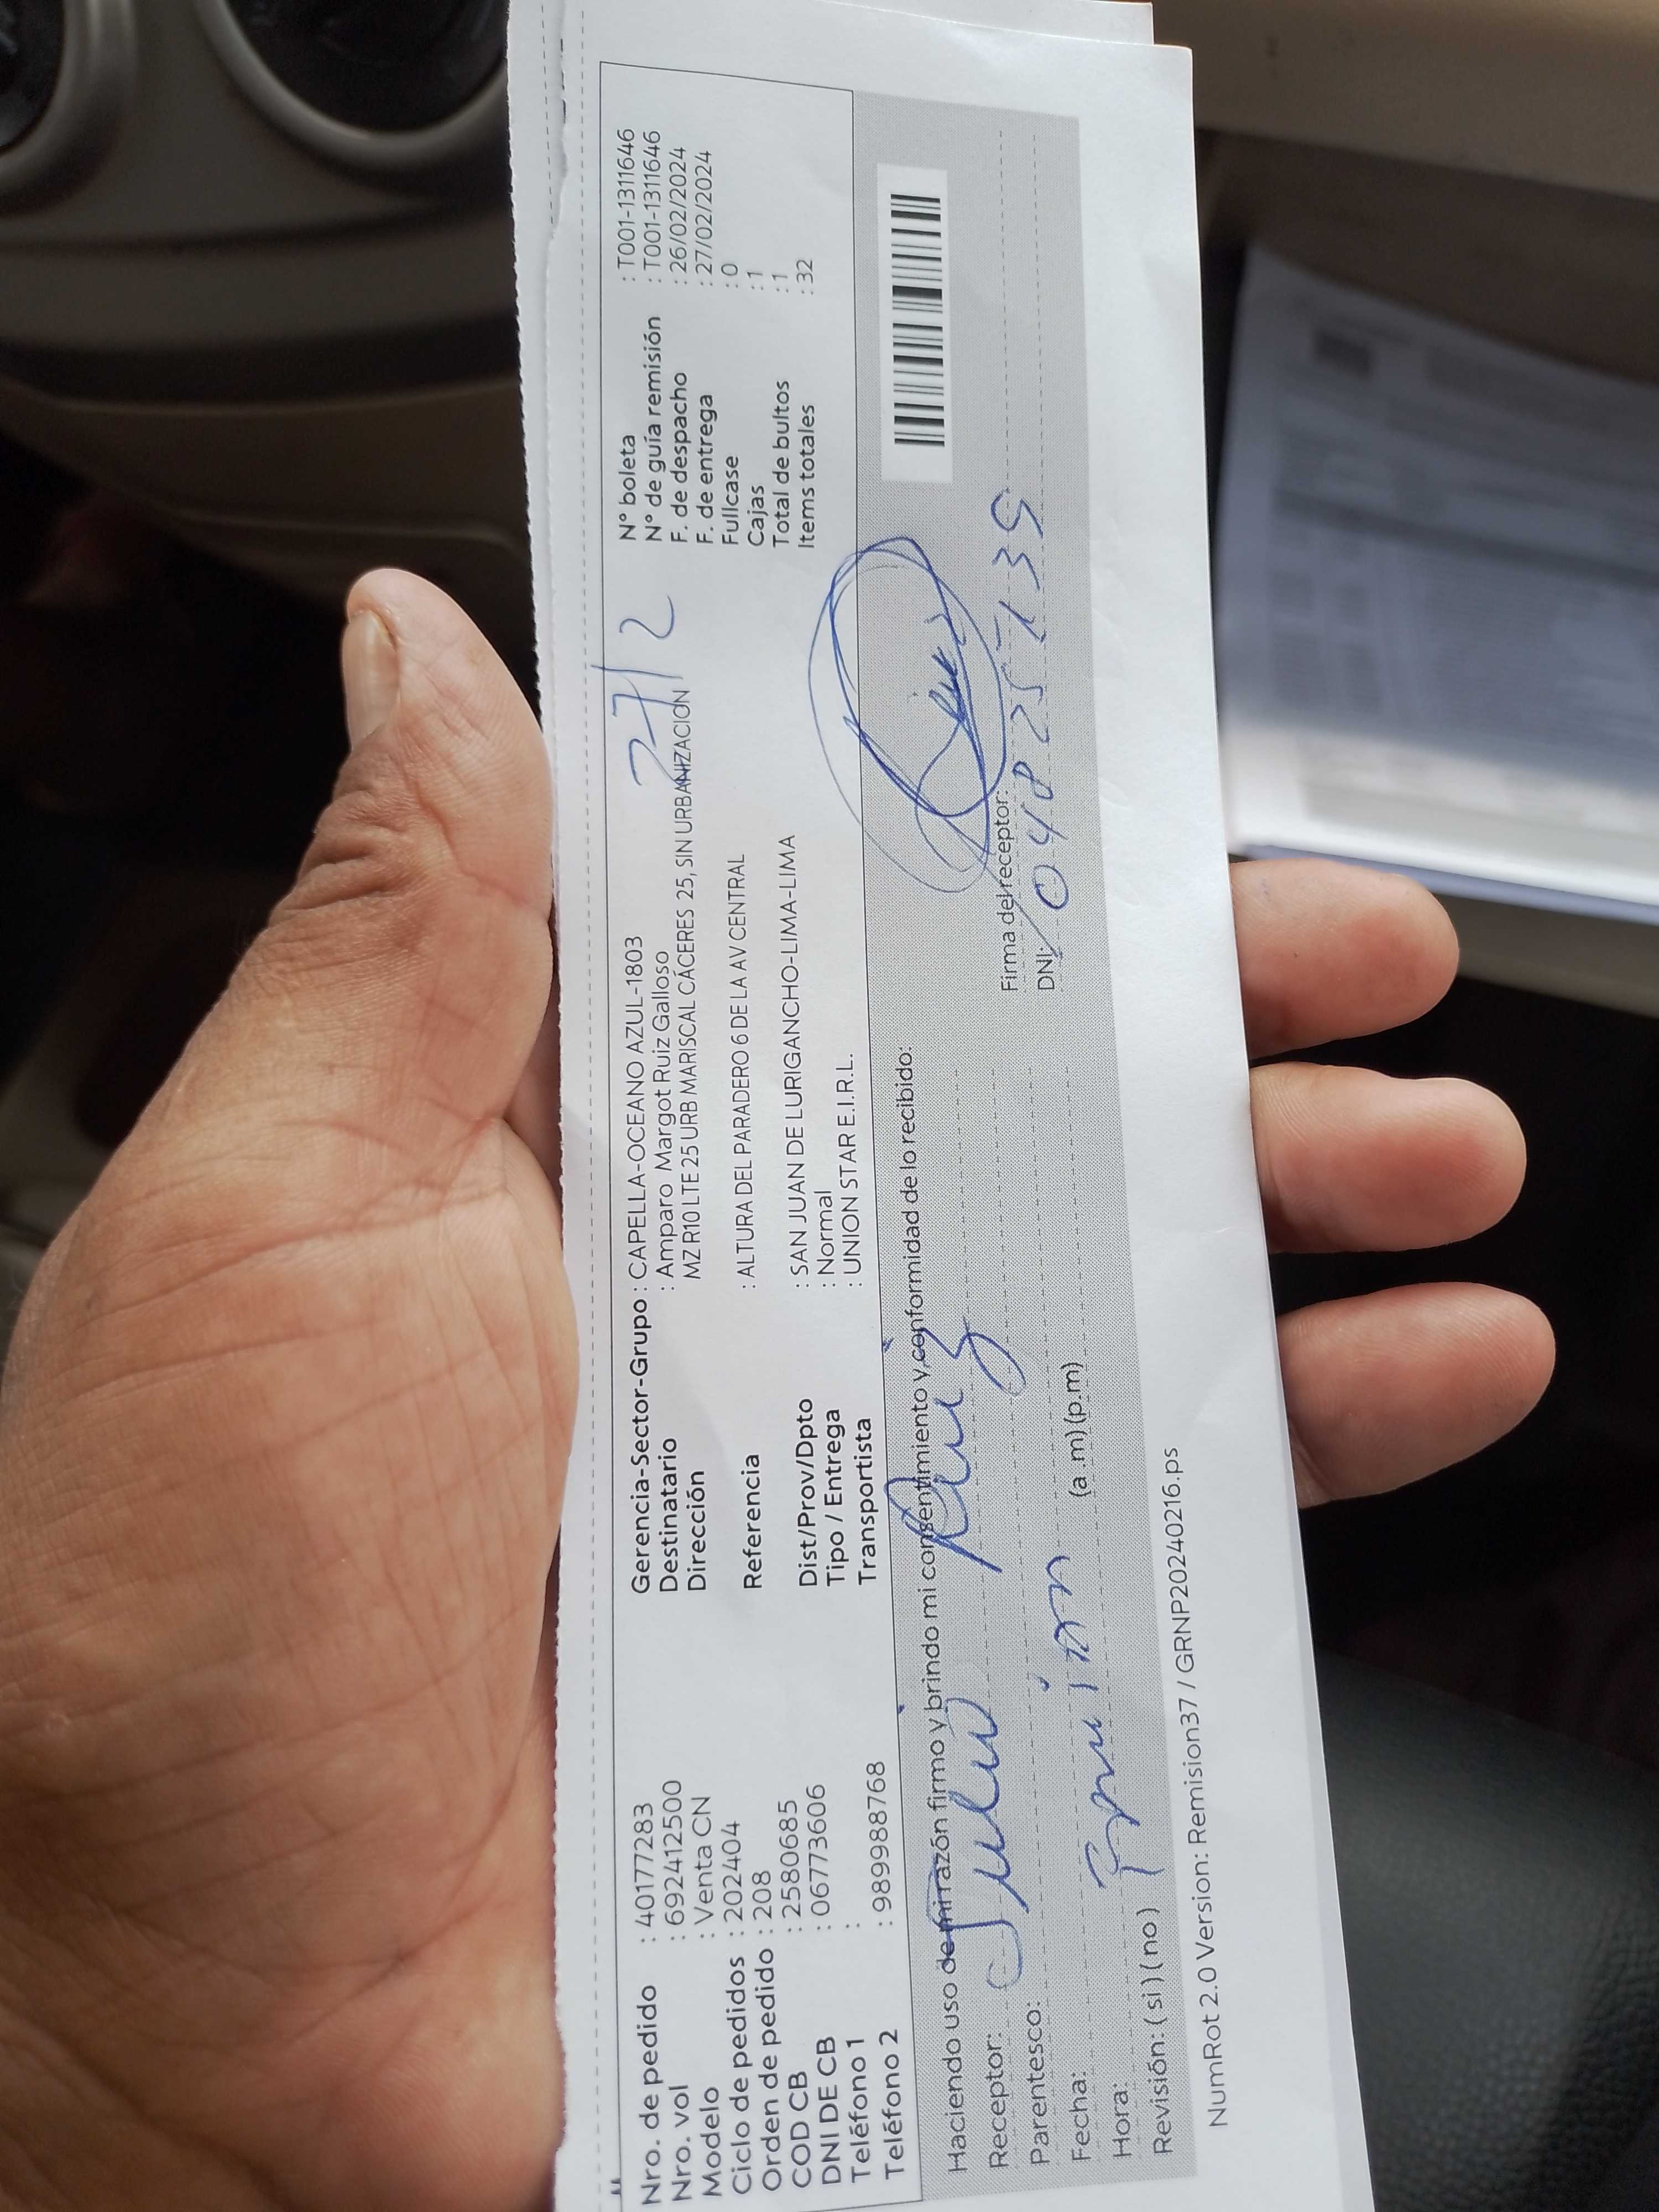 Nro. de pedido : 40177283
Nro. vol : 692412500
Modelo : Venta CN
Ciclo de pedidos : 202404
Orden de pedido : 208
COD CB : 2580685
DNI DE CB : 06773606
Teléfono 1 :
Teléfono 2 : 989988768
Gerencia-Sector-Grupo : CAPELLA-OCEANO AZUL-1803
Destinatario : Amparo Margot Ruiz Galloso
Dirección MZ R10 LTE 25 URB MARISCAL CÁCERES 25, SIN URBANIZACION
Referencia : ALTURA DEL PARADERO 6 DE LA AV CENTRAL
Dist/Prov/Dpto : SAN JUAN DE LURIGANCHO-LIMA-LIMA
Tipo / Entrega : Normal
Transportista : UNION STAR E.I.R.L.
27/2
N° boleta : T001-1311646
N° de guía remisión : T001-1311646
F. de despacho : 26/02/2024
F. de entrega : 27/02/2024
Fullcase : 0
Cajas : 1
Total de bultos : 1
Items totales : 32
Haciendo uso de mi razón firmo y brindo mi consentimiento y conformidad de lo recibido:
Receptor: Julio Ruiz
Parentesco:
Fecha:
Hora: (a .m) (p.m)
Revisión: ( si ) ( no )
Firma del receptor:
DNI:
NumRot 2.0 Version: Remision37 / GRNP20240216.ps